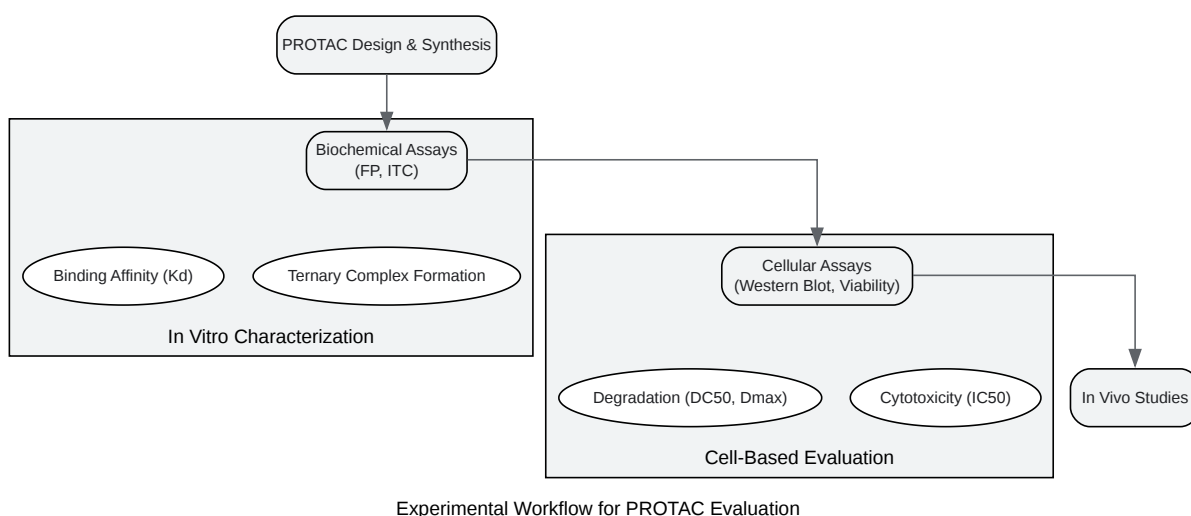 PROTAC Design & Synthesis
Biochemical Assays
(FP, ITC)
Binding Affinity (Kd)
Ternary Complex Formation
In Vitro Characterization
Cellular Assays
(Western Blot, Viability)
Degradation (DC50, Dmax)
Cytotoxicity (IC50)
In Vivo Studies
Cell-Based Evaluation
Experimental Workflow for PROTAC Evaluation